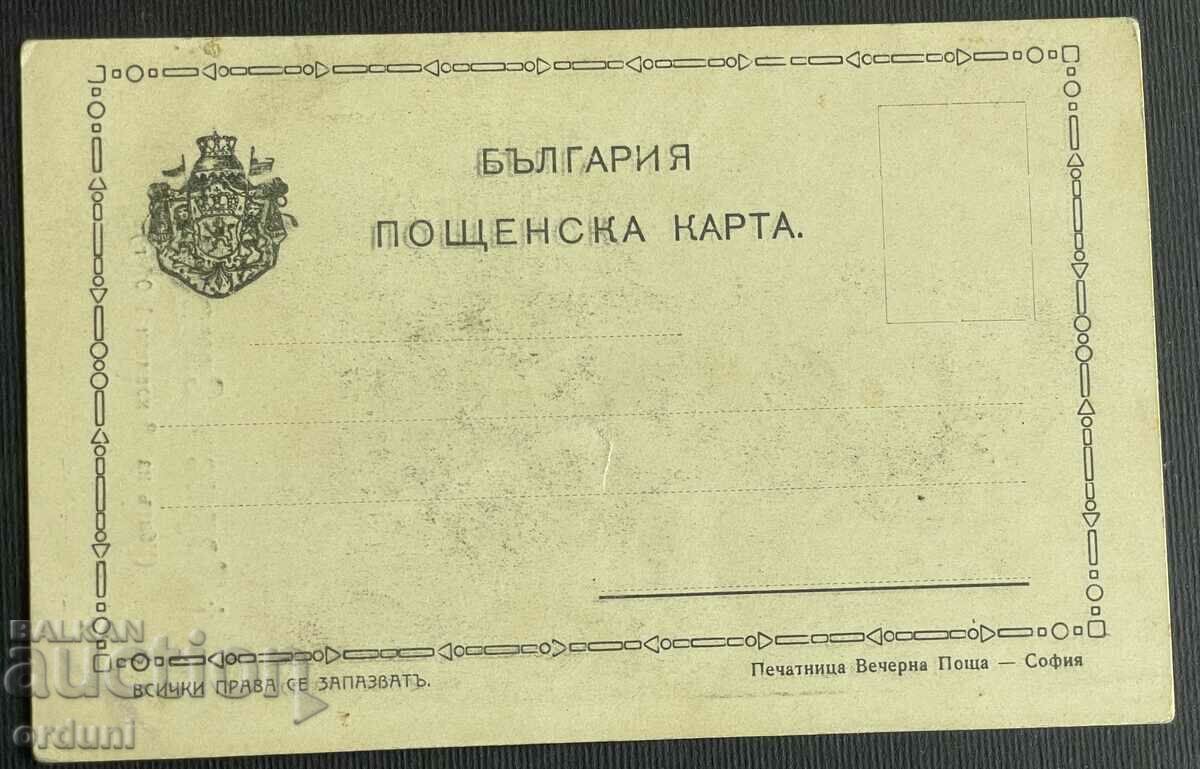 БЪЛГАРИЯ
ПОЩЕНСКА КАРТА.
ВСИЧКИ ПРАВА СЕ ЗАПАЗВАТЪ.
Печатница Вечерна Поща — София
BALKAN
auction
orduni